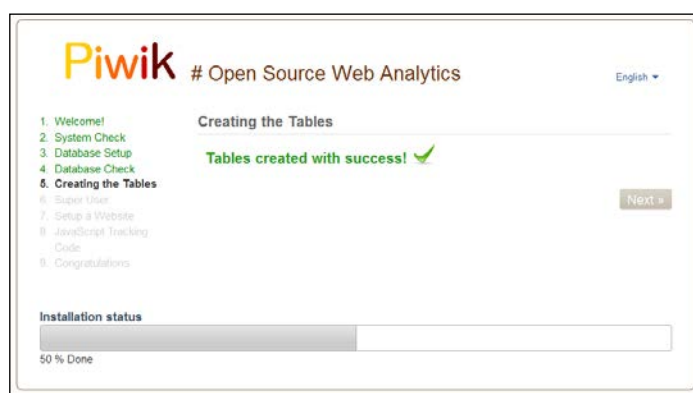 Piwik # Open Source Web Analytics
English
1. Welcome!
2. System Check
3. Database Setup
4. Database Check
5. Creating the Tables
6. Super User
7. Setup a Website
8. JavaScript Tracking
Code
9. Congratulations
Creating the Tables
Tables created with success!
Next »
Installation status
50 % Done